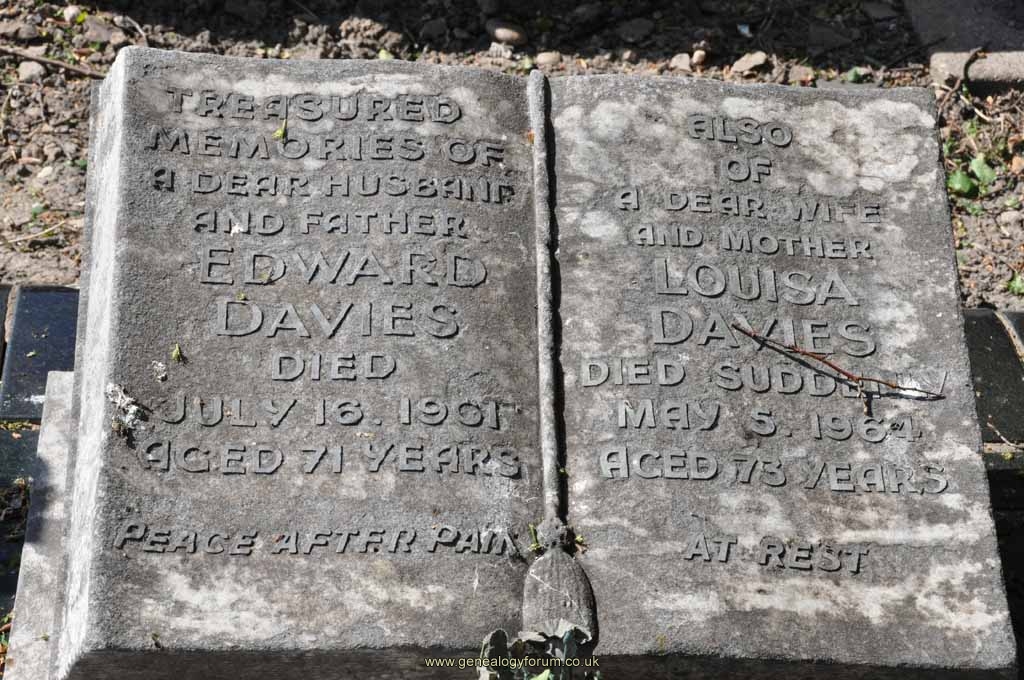 TREASURED
MEMORIES OF
A DEAR HUSBAND
AND FATHER
EDWARD
DAVIES
DIED
JULY 16. 1961
AGED 71 YEARS
PEACE AFTER PAIN
ALSO
OF
A DEAR WIFE
AND MOTHER
LOUISA
DAVIES
DIED SUDDENLY
MAY 5. 1964
AGED 73 YEARS
AT REST
www.genealogyforum.co.uk